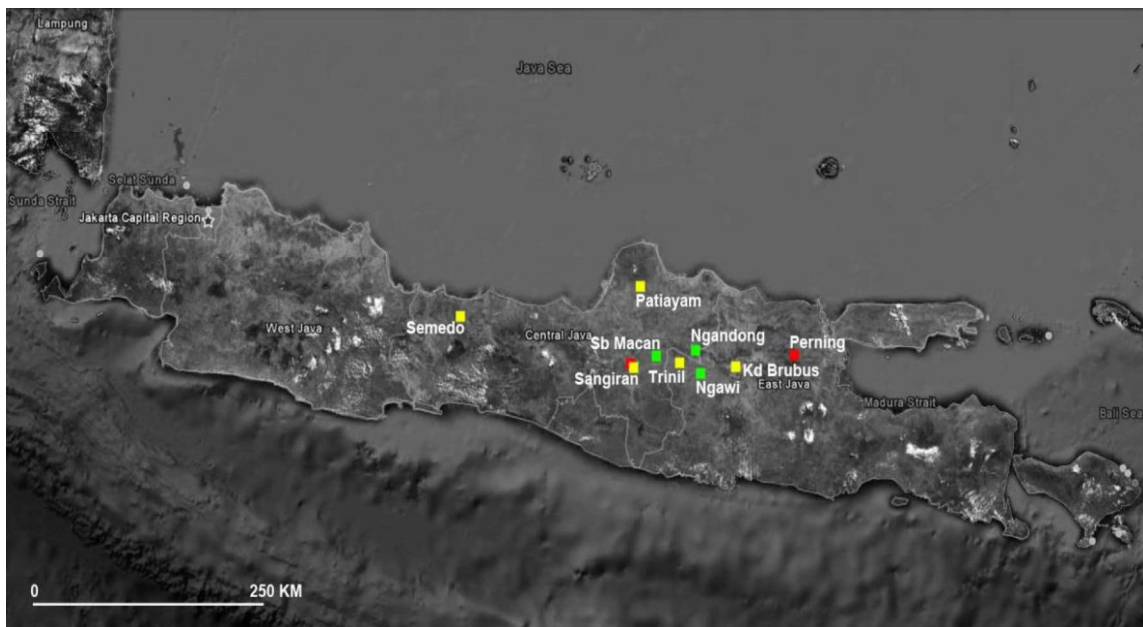 Lampung
Java Sea
Selat Sunda
Sunda Strait
Jakarta Capital Region
Patiayam
West Java
Semedo
Central Java
Sb Macan
Ngandong
Perning
Sangiran
Trinil
Kd Brubus
Ngawi
East Java
Madura Strait
Bali Sea
0
250 KM